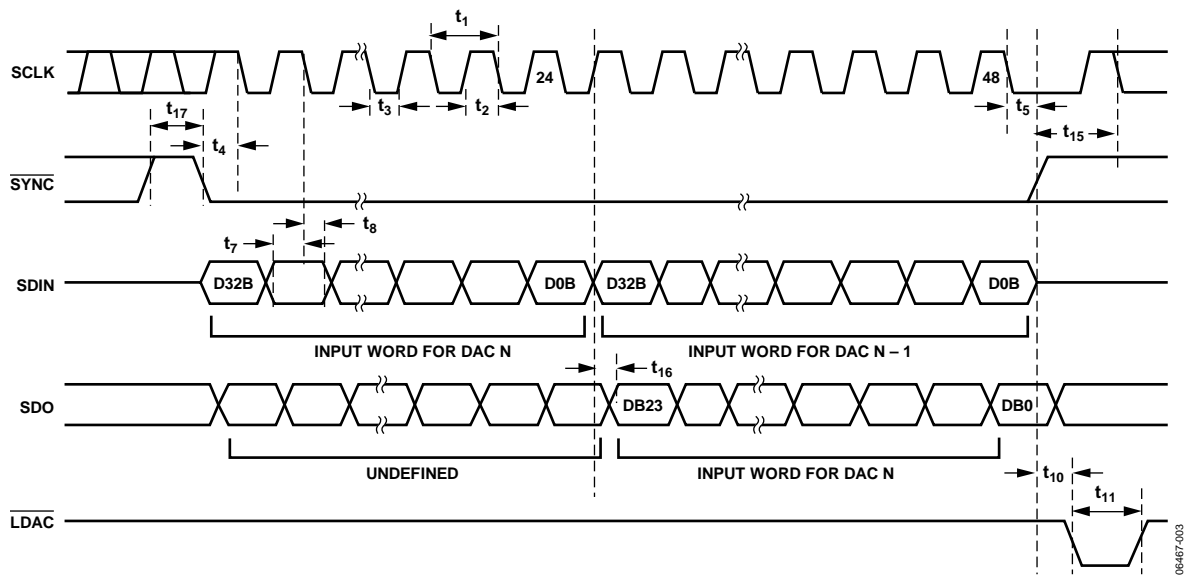 t1
SCLK
24
48
t3
t2
t5
t17
t4
t15
SYNC
t7
t8
SDIN
D32B
D0B
D32B
D0B
INPUT WORD FOR DAC N
INPUT WORD FOR DAC N – 1
t16
SDO
DB23
DB0
UNDEFINED
INPUT WORD FOR DAC N
t10
t11
LDAC
06467-003